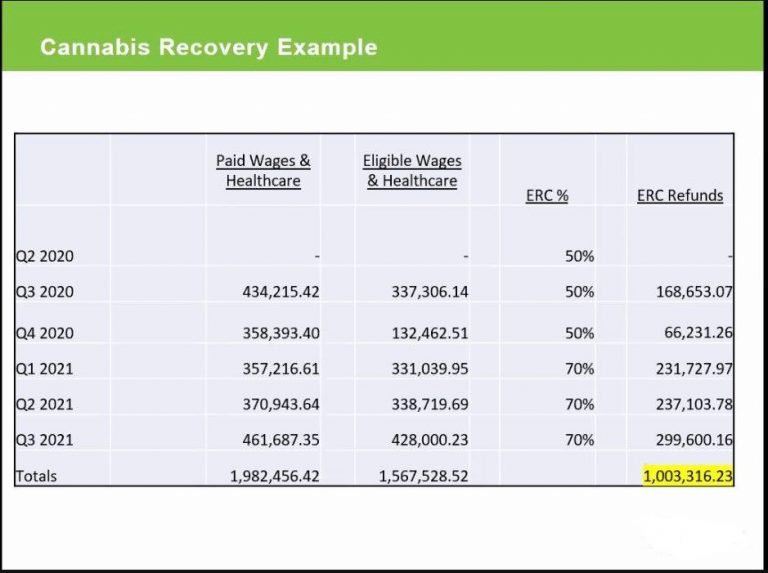 Cannabis Recovery Example
Paid Wages & Healthcare Eligible Wages & Healthcare ERC % ERC Refunds
Q2 2020 - - 50% -
Q3 2020 434,215.42 337,306.14 50% 168,653.07
Q4 2020 358,393.40 132,462.51 50% 66,231.26
Q1 2021 357,216.61 331,039.95 70% 231,727.97
Q2 2021 370,943.64 338,719.69 70% 237,103.78
Q3 2021 461,687.35 428,000.23 70% 299,600.16
Totals 1,982,456.42 1,567,528.52 1,003,316.23